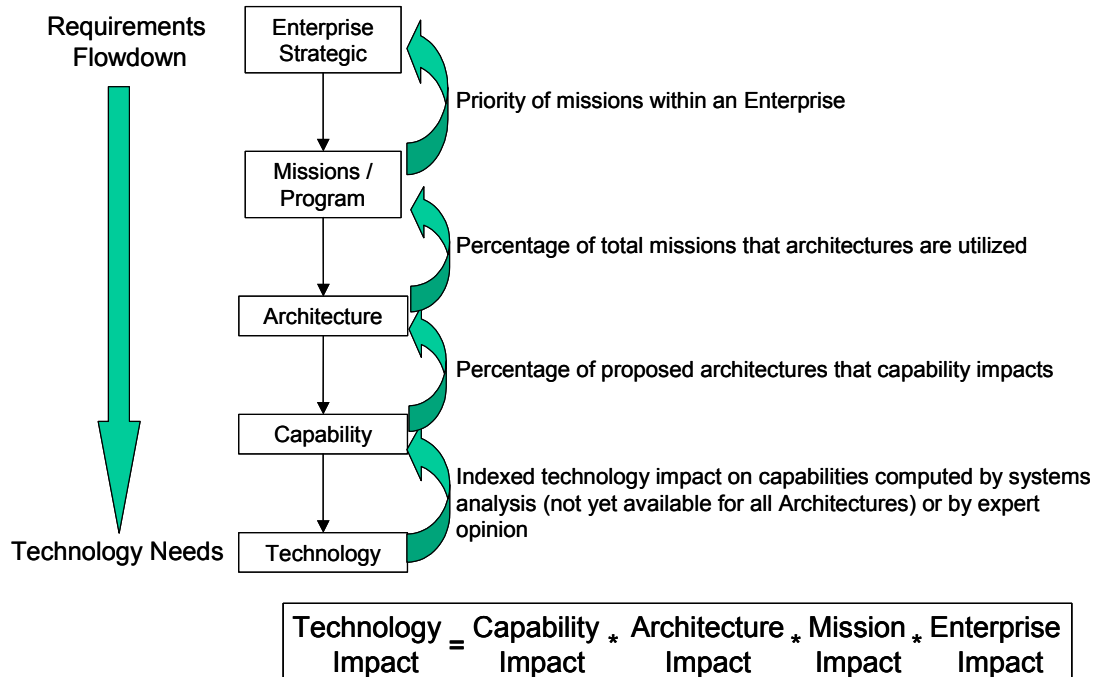 Requirements
Flowdown
Enterprise
Strategic
Priority of missions within an Enterprise
Missions /
Program
Percentage of total missions that architectures are utilized
Architecture
Percentage of proposed architectures that capability impacts
Capability
Indexed technology impact on capabilities computed by systems
analysis (not yet available for all Architectures) or by expert
opinion
Technology Needs
Technology
Technology = Capability * Architecture * Mission * Enterprise
Impact Impact Impact Impact Impact